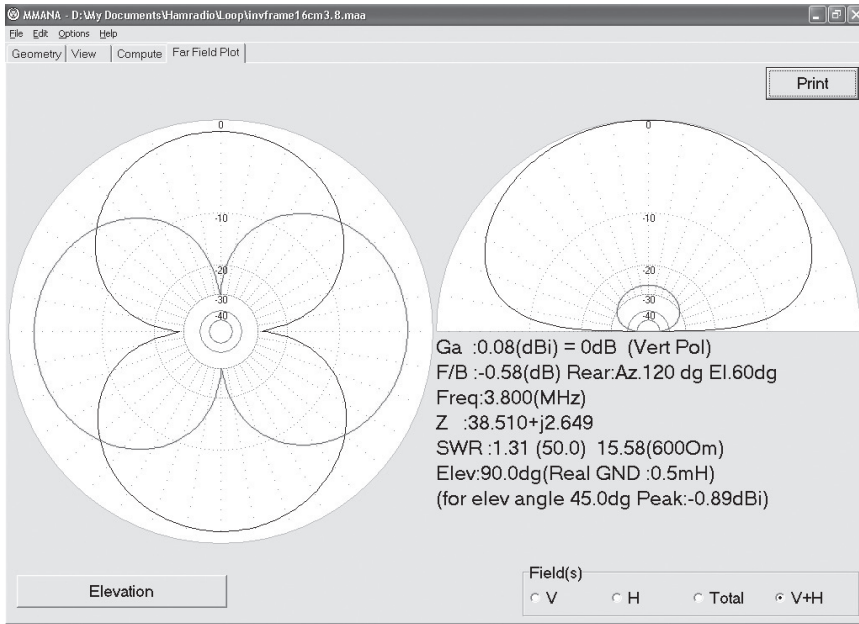 MMANA - D:\My Documents\Hamradio\Loop\invframe16cm3.8.maa
File Edit Options Help
Geometry View Compute Far Field Plot
Print
0
-10
-20
-30
-40
0
-10
-20
-30
-40
Ga :0.08(dBi) = 0dB (Vert Pol)
F/B :-0.58(dB) Rear:Az.120 dg El.60dg
Freq:3.800(MHz)
Z :38.510+j2.649
SWR :1.31 (50.0) 15.58(600Om)
Elev:90.0dg(Real GND :0.5mH)
(for elev angle 45.0dg Peak:-0.89dBi)
Elevation
Field(s)
V H Total V+H